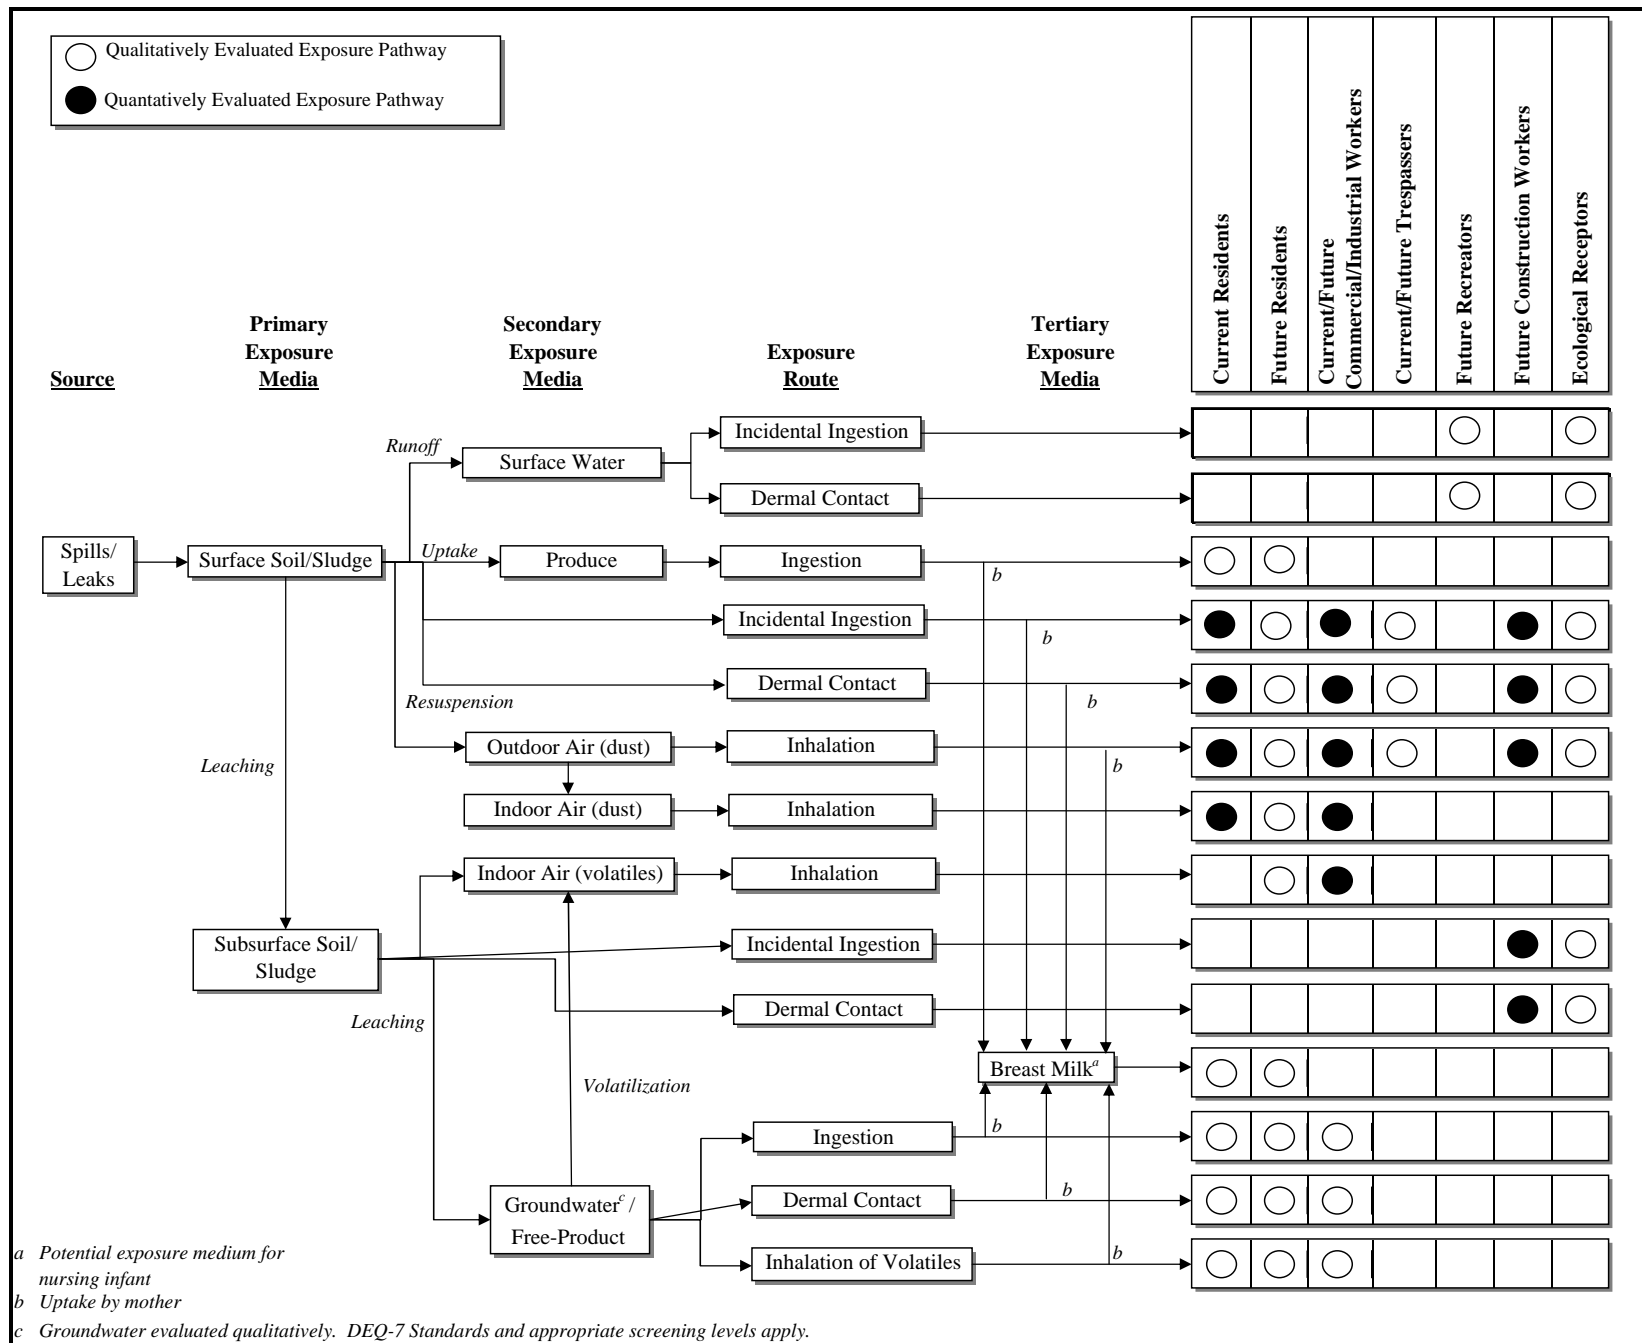 Qualitatively Evaluated Exposure Pathway
Quantatively Evaluated Exposure Pathway
Current Residents
Future Residents
Current/Future
Commercial/Industrial Workers
Current/Future Trespassers
Future Recreators
Future Construction Workers
Ecological Receptors
Source
Primary
Exposure
Media
Secondary
Exposure
Media
Exposure
Route
Tertiary
Exposure
Media
Runoff
Surface Water
Incidental Ingestion
Dermal Contact
Spills/
Leaks
Surface Soil/Sludge
Uptake
Produce
Ingestion
b
Incidental Ingestion
b
Dermal Contact
b
Resuspension
Outdoor Air (dust)
Inhalation
b
Leaching
Indoor Air (dust)
Inhalation
Indoor Air (volatiles)
Inhalation
Subsurface Soil/
Sludge
Incidental Ingestion
Dermal Contact
Leaching
Volatilization
Breast Milkᵃ
Ingestion
b
Groundwaterᶜ /
Free-Product
Dermal Contact
b
Inhalation of Volatiles
b
a Potential exposure medium for
nursing infant
b Uptake by mother
c Groundwater evaluated qualitatively. DEQ-7 Standards and appropriate screening levels apply.